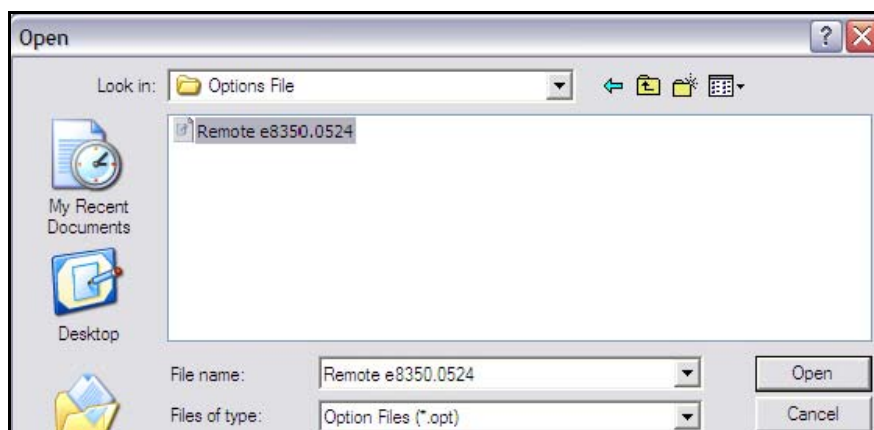 Open
Look in:
Options File
Remote e8350.0524
My Recent
Documents
Desktop
File name:
Remote e8350.0524
Open
Files of type:
Option Files (*.opt)
Cancel